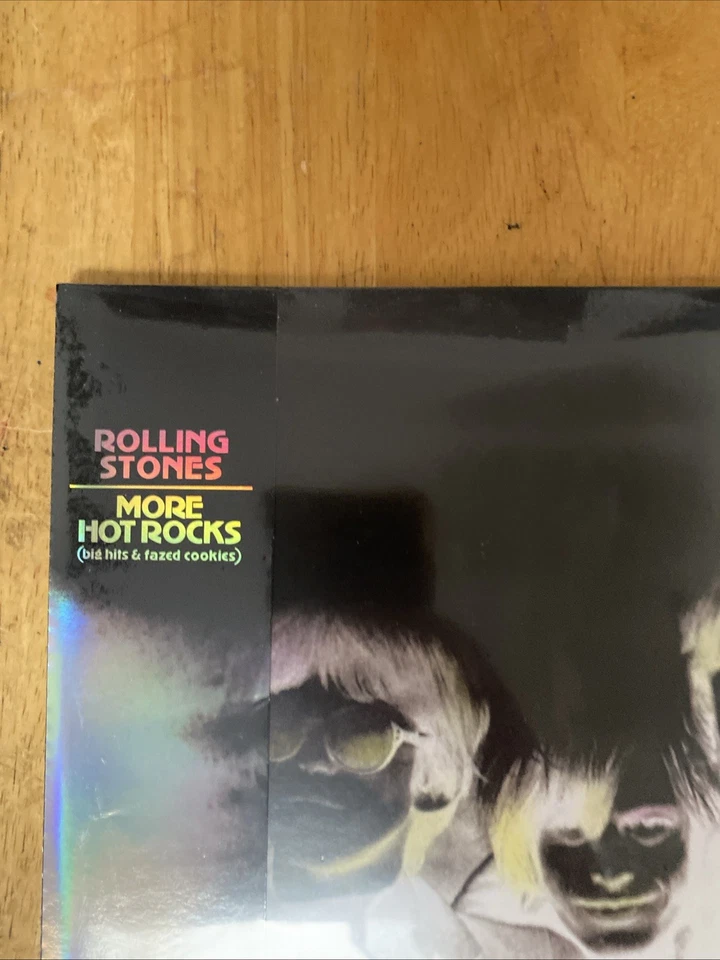 ROLLING
STONES
MORE
HOT ROCKS
(big hits & fazed cookies)